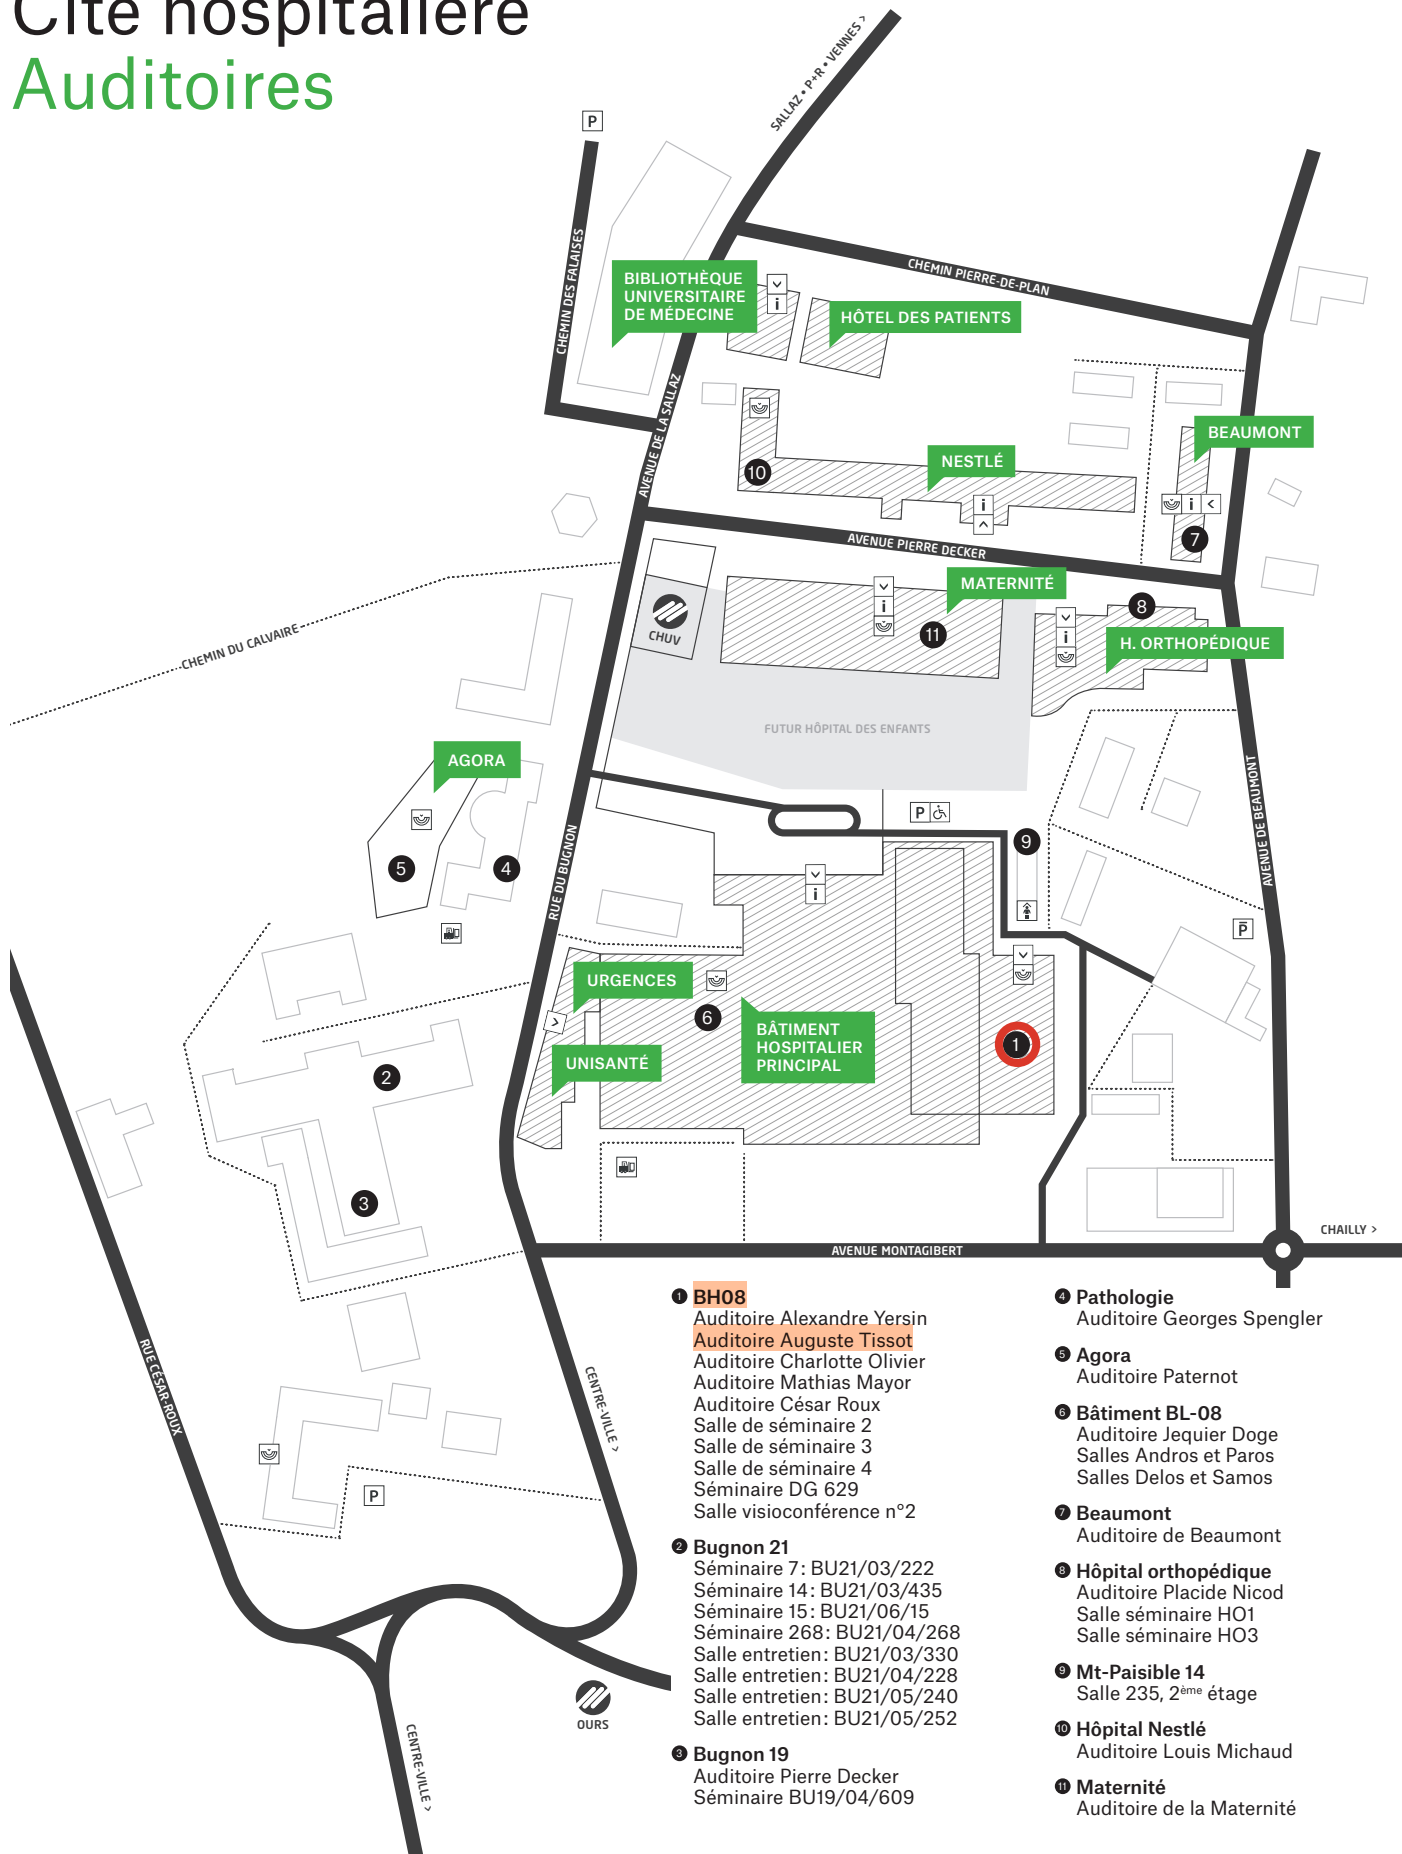 Cité hospitalière
Auditoires
SALLAZ • P+R • VENNES >
P
CHEMIN DES FALAISES
CHEMIN PIERRE-DE-PLAN
BIBLIOTHÈQUE
UNIVERSITAIRE
DE MÉDECINE
i
HÔTEL DES PATIENTS
AVENUE DE LA SALLAZ
BEAUMONT
NESTLÉ
10
i
i
7
AVENUE PIERRE DECKER
MATERNITÉ
i
11
8
i
H. ORTHOPÉDIQUE
CHUV
CHEMIN DU CALVAIRE
FUTUR HÔPITAL DES ENFANTS
AGORA
5
4
RUE DU BUGNON
P
9
AVENUE DE BEAUMONT
i
P
URGENCES
6
BÂTIMENT
HOSPITALIER
PRINCIPAL
1
UNISANTÉ
2
3
CHAILLY >
AVENUE MONTAGIBERT
RUE CÉSAR-ROUX
CENTRE-VILLE >
P
OURS
CENTRE-VILLE >
1 BH08
Auditoire Alexandre Yersin
Auditoire Auguste Tissot
Auditoire Charlotte Olivier
Auditoire Mathias Mayor
Auditoire César Roux
Salle de séminaire 2
Salle de séminaire 3
Salle de séminaire 4
Séminaire DG 629
Salle visioconférence n°2
2 Bugnon 21
Séminaire 7: BU21/03/222
Séminaire 14: BU21/03/435
Séminaire 15: BU21/06/15
Séminaire 268: BU21/04/268
Salle entretien: BU21/03/330
Salle entretien: BU21/04/228
Salle entretien: BU21/05/240
Salle entretien: BU21/05/252
3 Bugnon 19
Auditoire Pierre Decker
Séminaire BU19/04/609
4 Pathologie
Auditoire Georges Spengler
5 Agora
Auditoire Paternot
6 Bâtiment BL-08
Auditoire Jequier Doge
Salles Andros et Paros
Salles Delos et Samos
7 Beaumont
Auditoire de Beaumont
8 Hôpital orthopédique
Auditoire Placide Nicod
Salle séminaire HO1
Salle séminaire HO3
9 Mt-Paisible 14
Salle 235, 2ème étage
10 Hôpital Nestlé
Auditoire Louis Michaud
11 Maternité
Auditoire de la Maternité